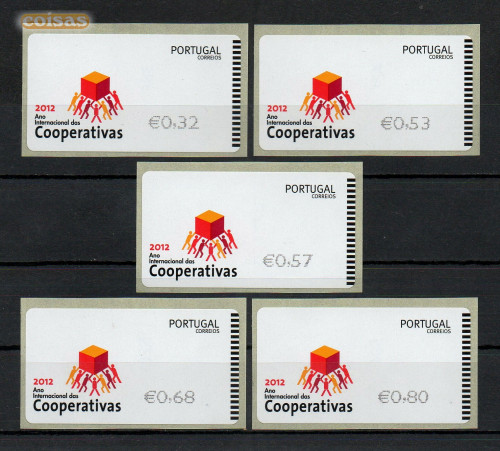 coisas
PORTUGAL
CORREIOS
2012
Ano
Internacional das
Cooperativas
€0,32
PORTUGAL
CORREIOS
2012
Ano
Internacional das
Cooperativas
€0,53
PORTUGAL
CORREIOS
2012
Ano
Internacional das
Cooperativas
€0,57
PORTUGAL
CORREIOS
2012
Ano
Internacional das
Cooperativas
€0,68
PORTUGAL
CORREIOS
2012
Ano
Internacional das
Cooperativas
€0,80